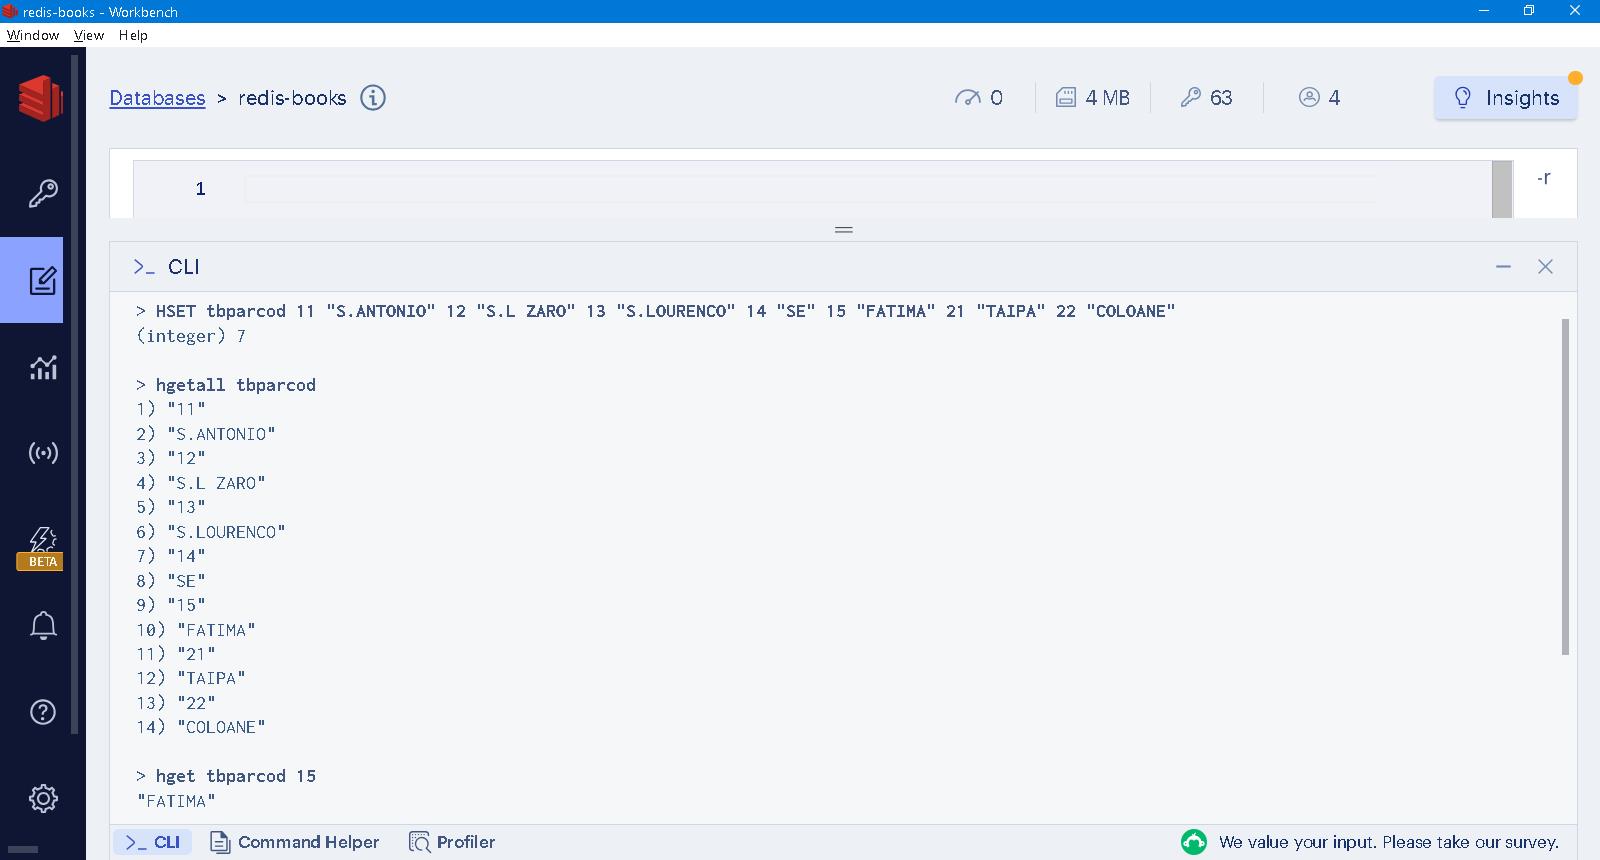 redis-books - Workbench
Window View Help
Databases > redis-books 0 4 MB 63 4 Insights
1 -r
>_ CLI
> HSET tbparcod 11 "S.ANTONIO" 12 "S.L ZARO" 13 "S.LOURENCO" 14 "SE" 15 "FATIMA" 21 "TAIPA" 22 "COLOANE"
(integer) 7
> hgetall tbparcod
1) "11"
2) "S.ANTONIO"
3) "12"
4) "S.L ZARO"
5) "13"
6) "S.LOURENCO"
7) "14"
8) "SE"
9) "15"
10) "FATIMA"
11) "21"
12) "TAIPA"
13) "22"
14) "COLOANE"
> hget tbparcod 15
"FATIMA"
BETA
>_ CLI Command Helper Profiler We value your input. Please take our survey.